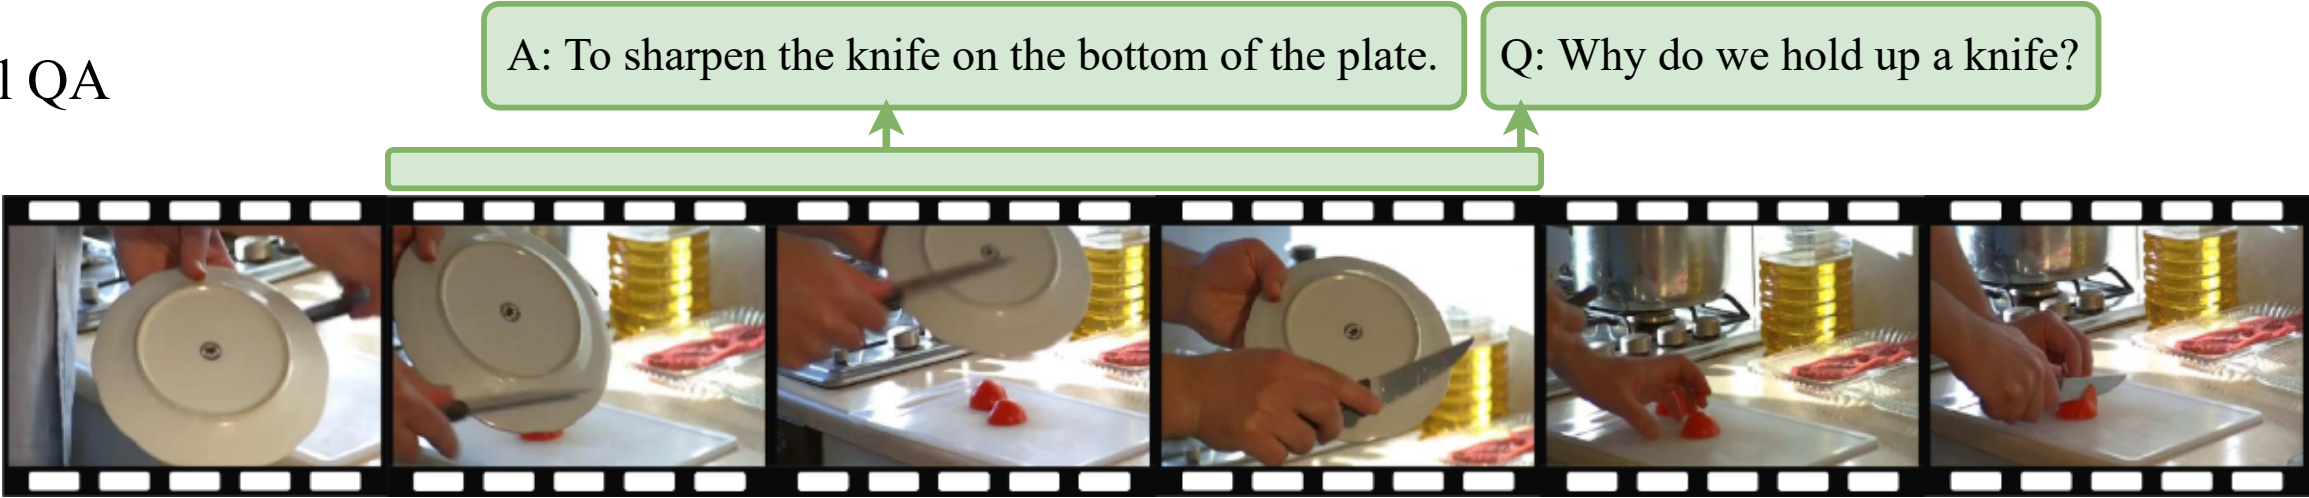 A: To sharpen the knife on the bottom of the plate.
Q: Why do we hold up a knife?
l QA